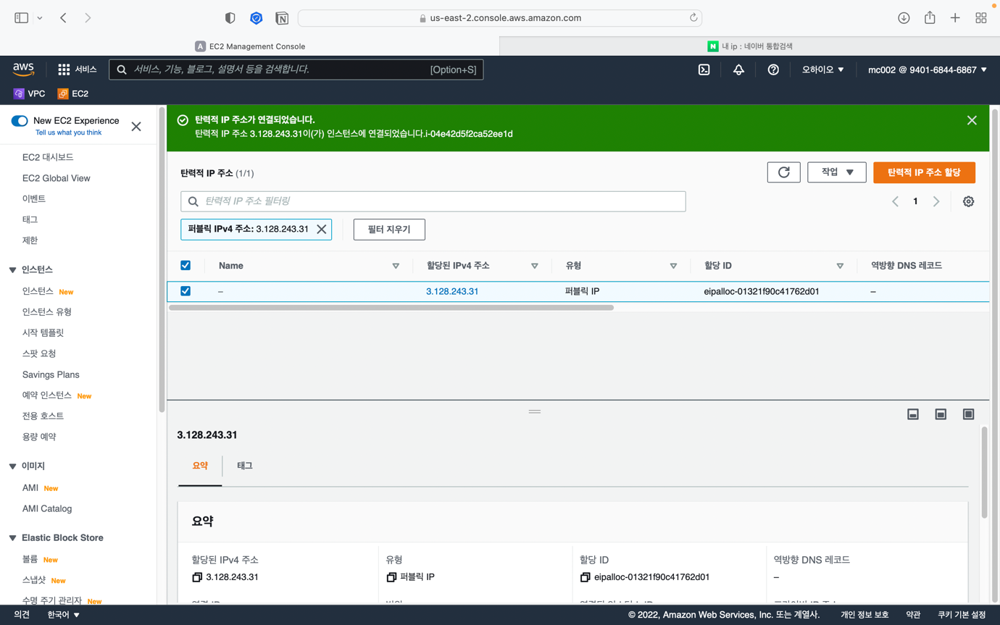 us-east-2.console.aws.amazon.com
A EC2 Management Console
N 내 ip : 네이버 통합검색
aws
서비스
서비스, 기능, 블로그, 설명서 등을 검색합니다.
[Option+S]
오하이오 ▼
mc002 @ 9401-6844-6867 ▼
VPC
EC2
New EC2 Experience
Tell us what you think
EC2 대시보드
EC2 Global View
이벤트
태그
제한
인스턴스
인스턴스 New
인스턴스 유형
시작 템플릿
스팟 요청
Savings Plans
예약 인스턴스 New
전용 호스트
용량 예약
이미지
AMI New
AMI Catalog
Elastic Block Store
볼륨 New
스냅샷 New
수명 주기 관리자 New
탄력적 IP 주소가 연결되었습니다.
탄력적 IP 주소 3.128.243.31이(가) 인스턴스에 연결되었습니다.i-04e42d5f2ca52ee1d
탄력적 IP 주소 (1/1)
작업 ▼
탄력적 IP 주소 할당
탄력적 IP 주소 필터링
1
퍼블릭 IPv4 주소: 3.128.243.31
필터 지우기
Name
할당된 IPv4 주소
유형
할당 ID
역방향 DNS 레코드
–
3.128.243.31
퍼블릭 IP
eipalloc-01321f90c41762d01
–
3.128.243.31
요약
태그
요약
할당된 IPv4 주소
3.128.243.31
유형
퍼블릭 IP
할당 ID
eipalloc-01321f90c41762d01
역방향 DNS 레코드
–
의견
한국어 ▼
© 2022, Amazon Web Services, Inc. 또는 계열사.
개인 정보 보호
약관
쿠키 기본 설정